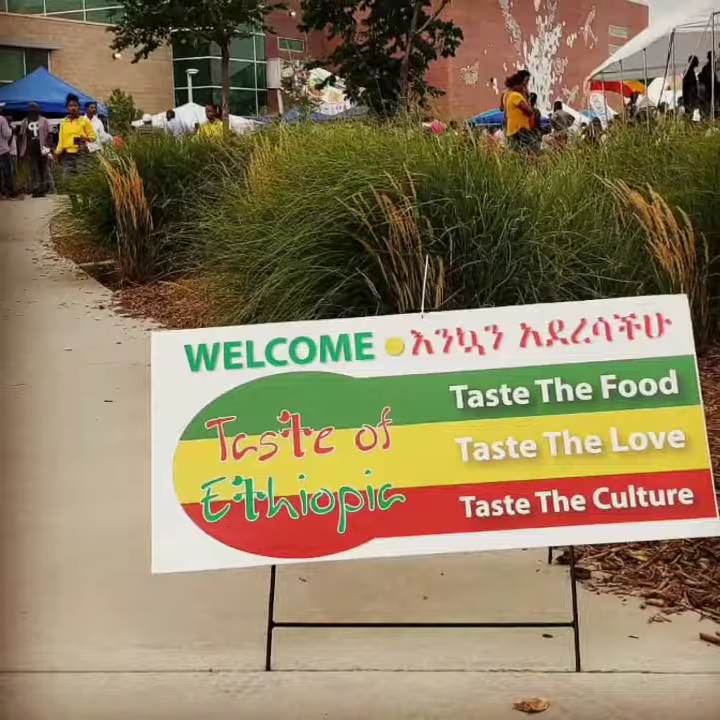 WELCOME እንኳን አደረሳችሁ
Taste of
Ethiopia
Taste The Food
Taste The Love
Taste The Culture